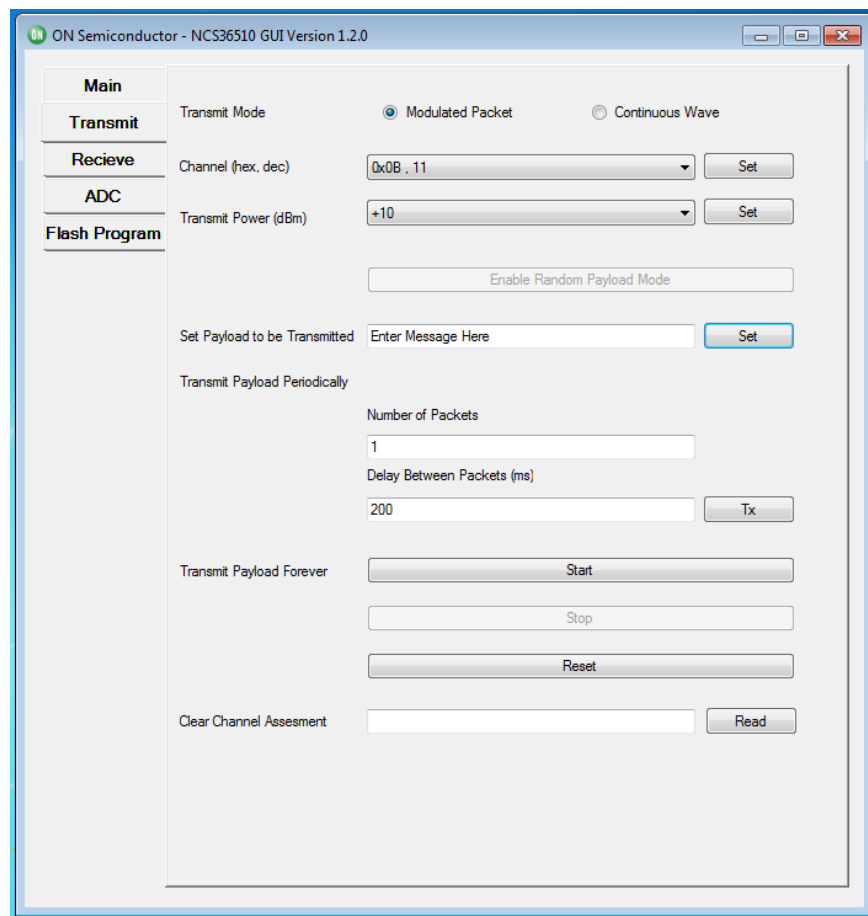 ON ON Semiconductor - NCS36510 GUI Version 1.2.0
Main
Transmit
Recieve
ADC
Flash Program
Transmit Mode Modulated Packet Continuous Wave
Channel (hex, dec) 0x0B , 11 Set
Transmit Power (dBm) +10 Set
Enable Random Payload Mode
Set Payload to be Transmitted Enter Message Here Set
Transmit Payload Periodically
Number of Packets
1
Delay Between Packets (ms)
200 Tx
Transmit Payload Forever Start
Stop
Reset
Clear Channel Assesment Read